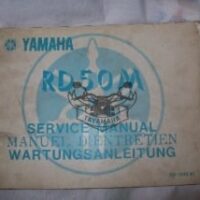 YAMAHA
RD50M
YAMAHA
SERVICE MANUAL
MANUEL D'ENTRETIEN
WARTUNGSANLEITUNG